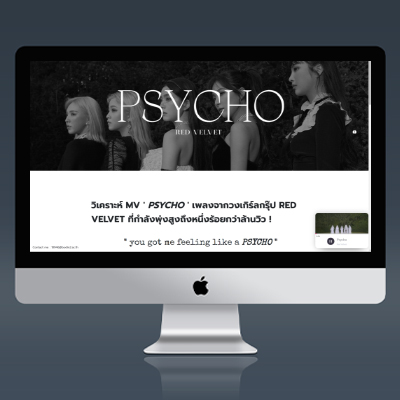 PSYCHO
RED VELVET
วิเคราะห์ MV ' PSYCHO ' เพลงจากวงเกิร์ลกรุ๊ป RED
VELVET ที่กำลังพุ่งสูงถึงหนึ่งร้อยกว่าล้านวิว !
" you got me feeling like a PSYCHO "
Psycho